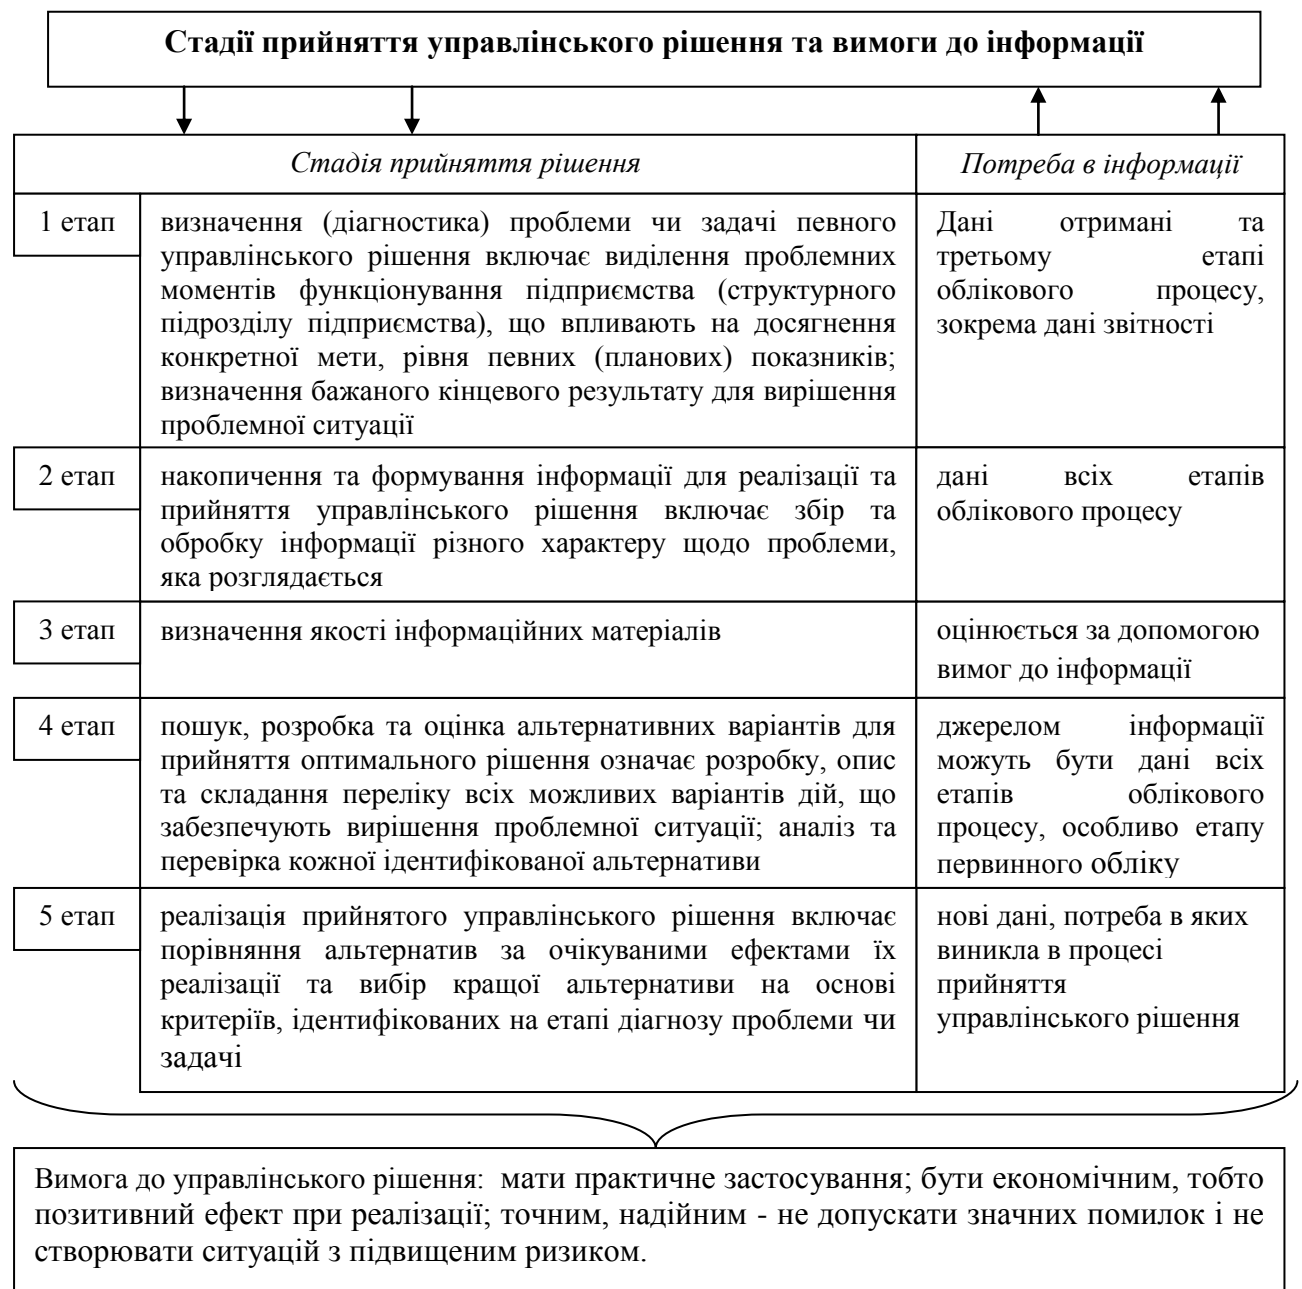 Стадії прийняття управлінського рішення та вимоги до інформації
Стадія прийняття рішення
Потреба в інформації
1 етап
визначення (діагностика) проблеми чи задачі певного
управлінського рішення включає виділення проблемних
моментів функціонування підприємства (структурного
підрозділу підприємства), що впливають на досягнення
конкретної мети, рівня певних (планових) показників;
визначення бажаного кінцевого результату для вирішення
проблемної ситуації
Дані отримані та
третьому етапі
облікового процесу,
зокрема дані звітності
2 етап
накопичення та формування інформації для реалізації та
прийняття управлінського рішення включає збір та
обробку інформації різного характеру щодо проблеми,
яка розглядається
дані всіх етапів
облікового процесу
3 етап
визначення якості інформаційних матеріалів
оцінюється за допомогою
вимог до інформації
4 етап
пошук, розробка та оцінка альтернативних варіантів для
прийняття оптимального рішення означає розробку, опис
та складання переліку всіх можливих варіантів дій, що
забезпечують вирішення проблемної ситуації; аналіз та
перевірка кожної ідентифікованої альтернативи
джерелом інформації
можуть бути дані всіх
етапів облікового
процесу, особливо етапу
первинного обліку
5 етап
реалізація прийнятого управлінського рішення включає
порівняння альтернатив за очікуваними ефектами їх
реалізації та вибір кращої альтернативи на основі
критеріїв, ідентифікованих на етапі діагнозу проблеми чи
задачі
нові дані, потреба в яких
виникла в процесі
прийняття
управлінського рішення
Вимога до управлінського рішення: мати практичне застосування; бути економічним, тобто
позитивний ефект при реалізації; точним, надійним - не допускати значних помилок і не
створювати ситуацій з підвищеним ризиком.